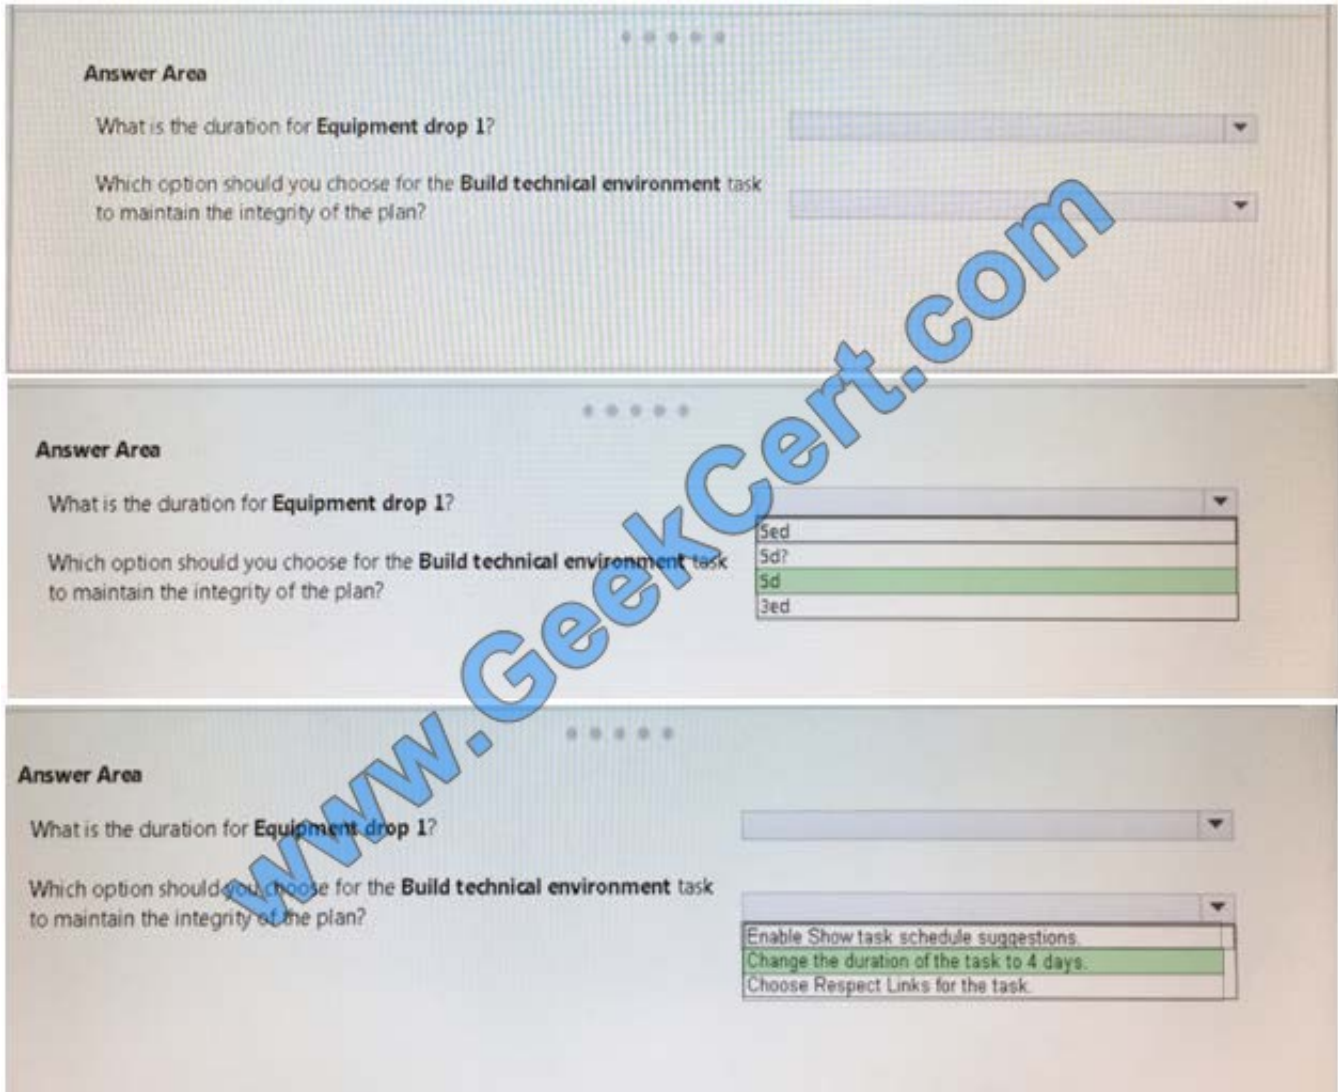 Answer Area
What is the duration for Equipment drop 1?
Which option should you choose for the Build technical environment task
to maintain the integrity of the plan?
Answer Area
What is the duration for Equipment drop 1?
5ed
5d?
5d
3ed
Which option should you choose for the Build technical environment task
to maintain the integrity of the plan?
Answer Area
What is the duration for Equipment drop 1?
Which option should you choose for the Build technical environment task
to maintain the integrity of the plan?
Enable Show task schedule suggestions.
Change the duration of the task to 4 days.
Choose Respect Links for the task.
www.GeekCert.com